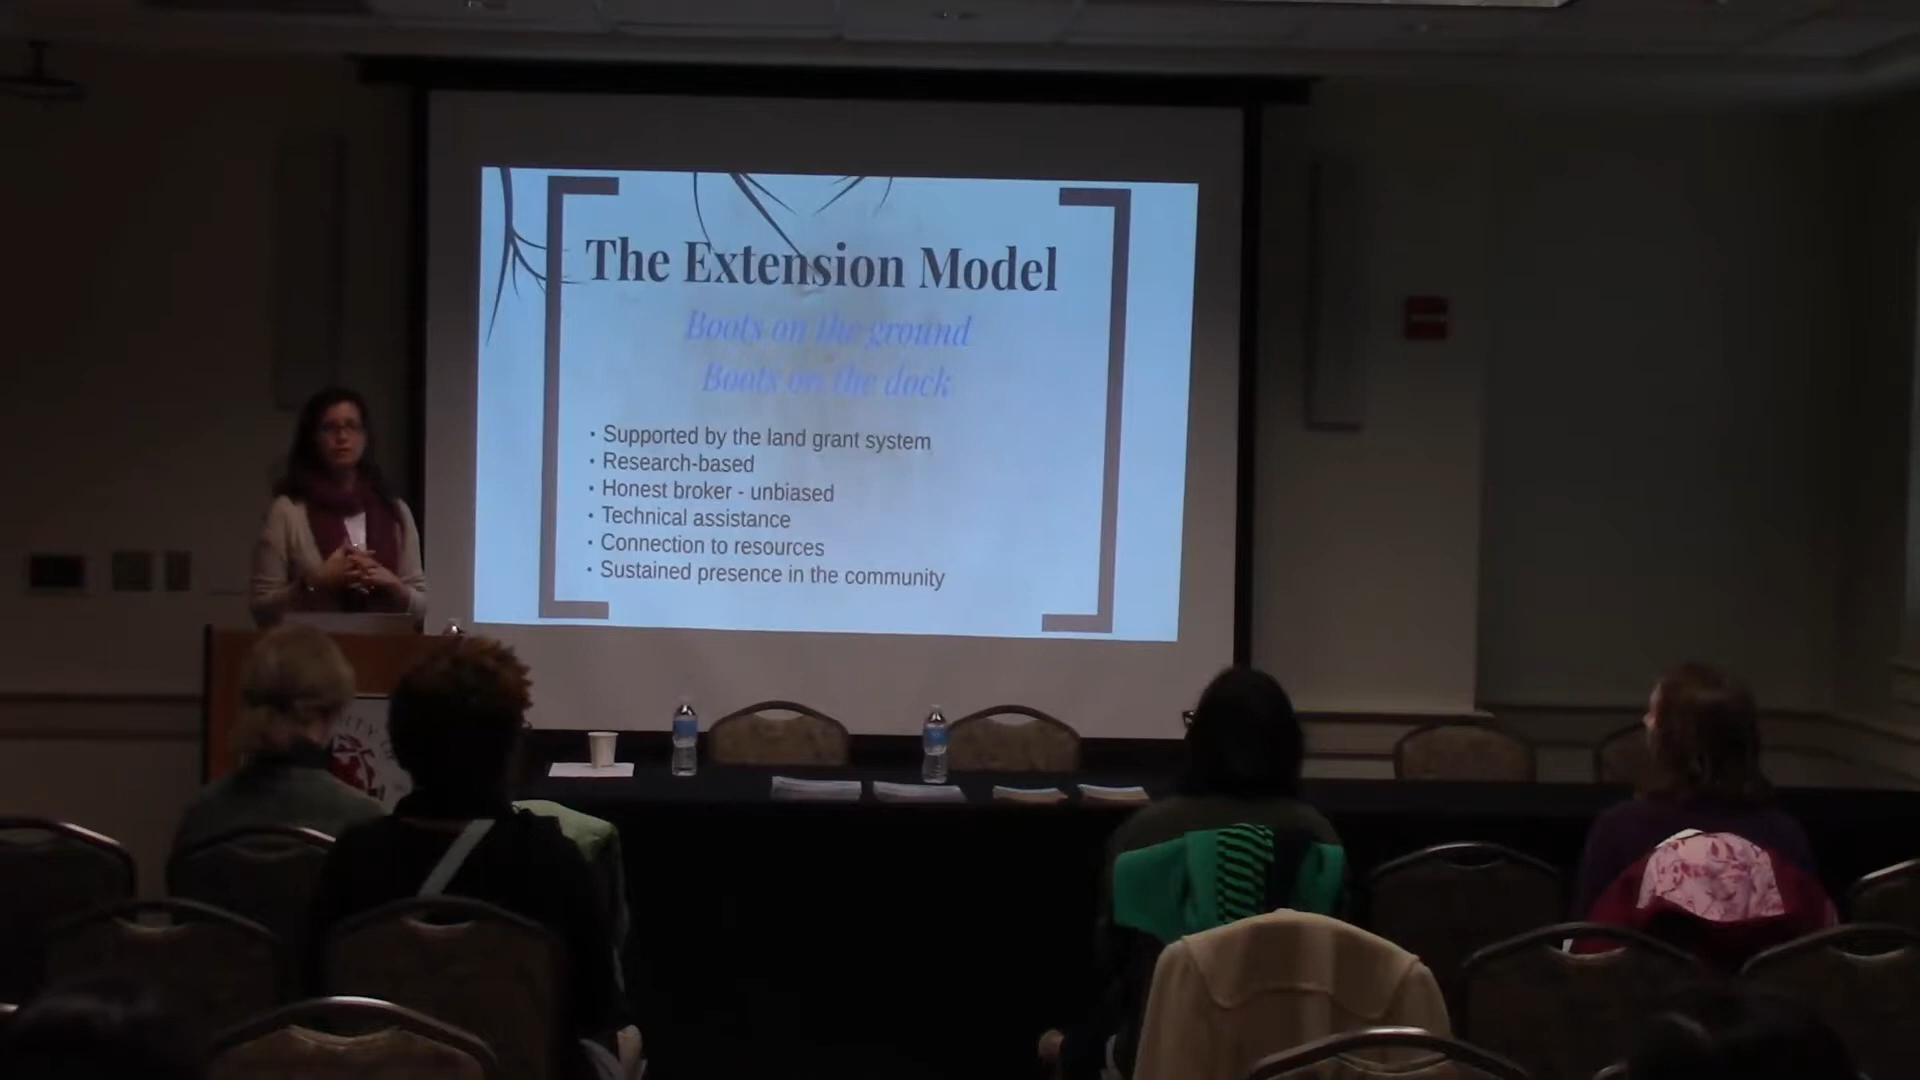 The Extension Model
Boots on the ground
Boots on the dock
· Supported by the land grant system
· Research-based
· Honest broker - unbiased
· Technical assistance
· Connection to resources
· Sustained presence in the community